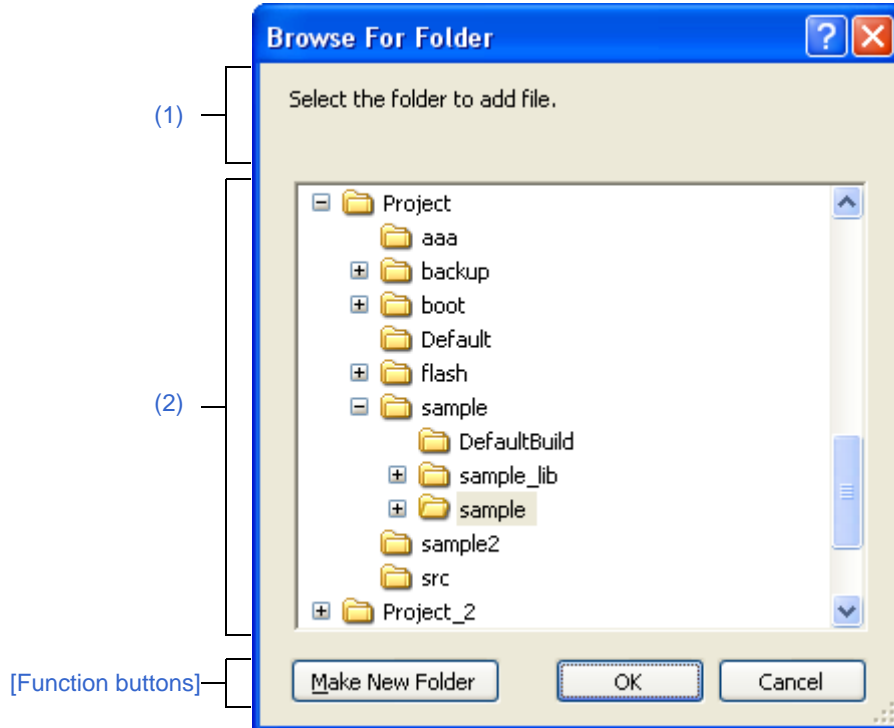 Browse For Folder
(1)
Select the folder to add file.
Project
aaa
backup
boot
Default
flash
(2)
sample
DefaultBuild
sample_lib
sample
sample2
src
Project_2
[Function buttons]
Make New Folder
OK
Cancel